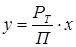 y = P_T / П · x